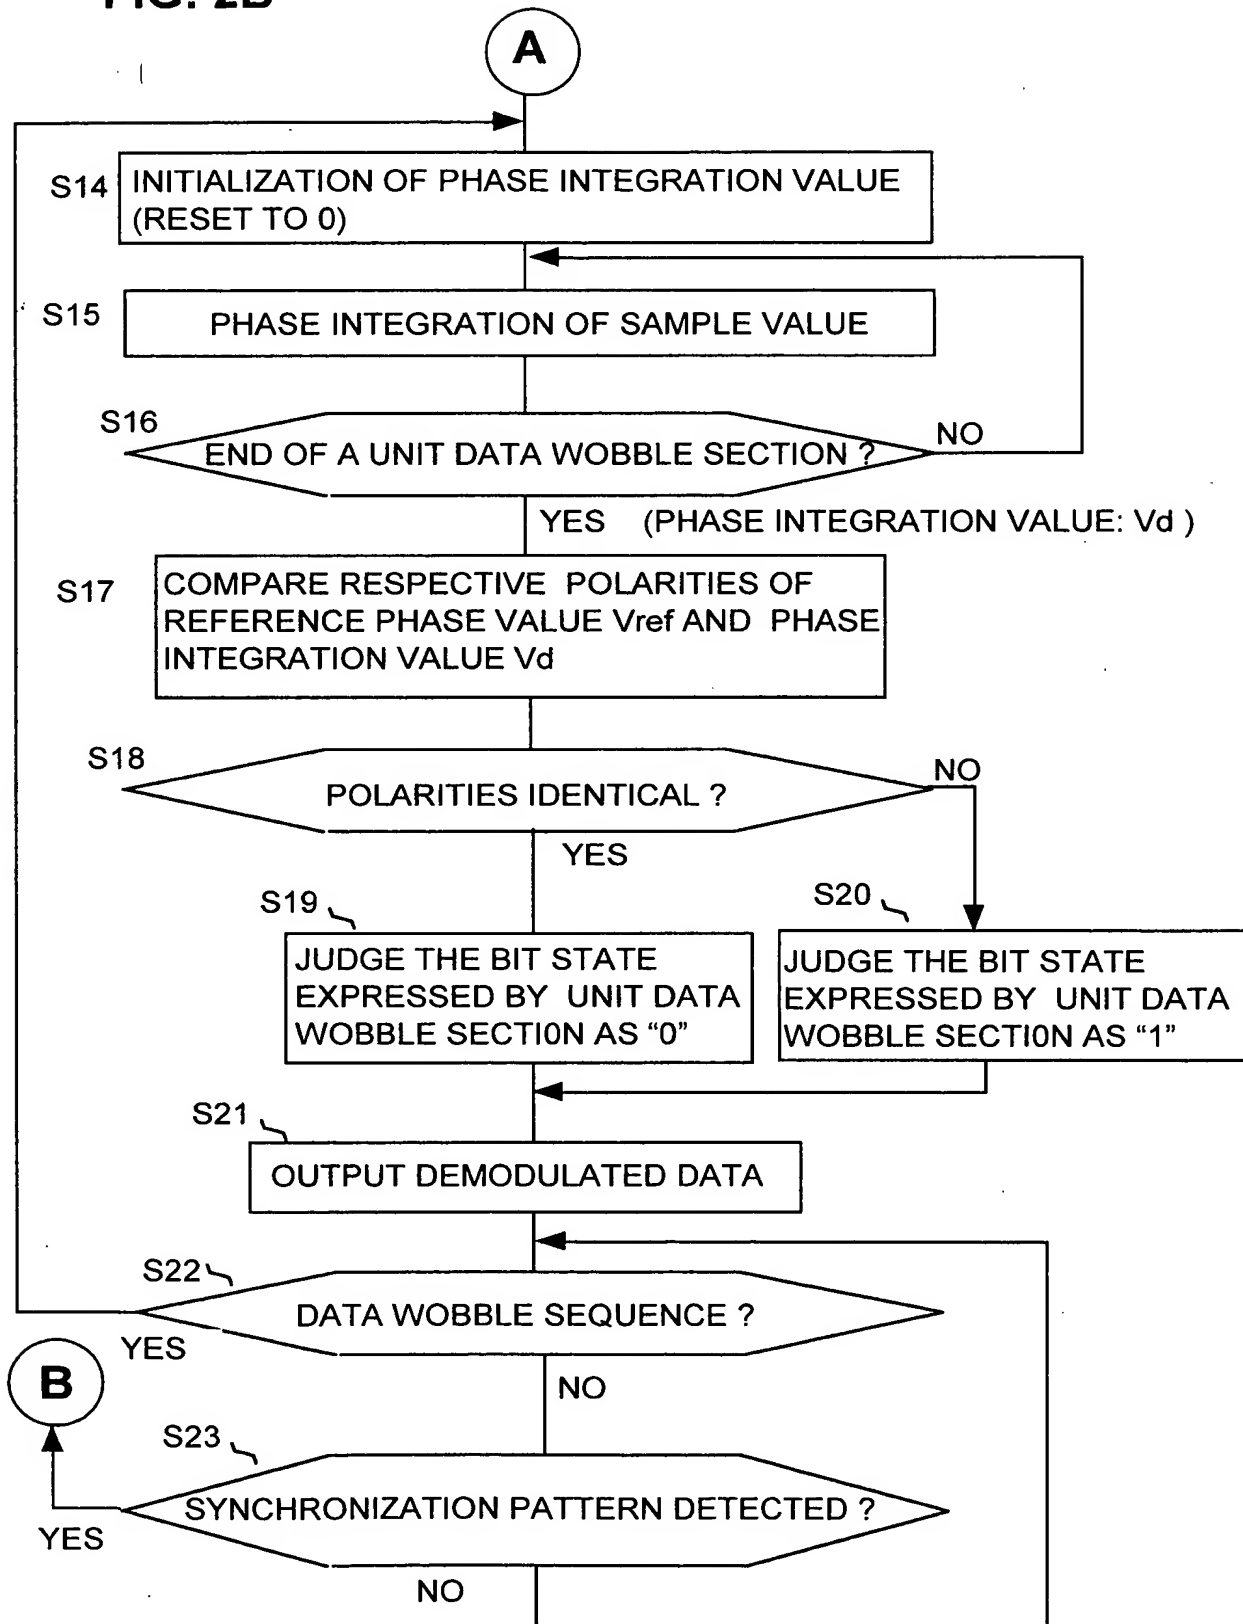 FIG. 2B
A
S14
INITIALIZATION OF PHASE INTEGRATION VALUE
(RESET TO 0)
S15
PHASE INTEGRATION OF SAMPLE VALUE
S16
END OF A UNIT DATA WOBBLE SECTION ?
NO
YES (PHASE INTEGRATION VALUE: Vd )
S17
COMPARE RESPECTIVE POLARITIES OF
REFERENCE PHASE VALUE Vref AND PHASE
INTEGRATION VALUE Vd
S18
POLARITIES IDENTICAL ?
NO
YES
S19
JUDGE THE BIT STATE
EXPRESSED BY UNIT DATA
WOBBLE SECTI0N AS “0”
S20
JUDGE THE BIT STATE
EXPRESSED BY UNIT DATA
WOBBLE SECTI0N AS “1”
S21
OUTPUT DEMODULATED DATA
S22
DATA WOBBLE SEQUENCE ?
YES
NO
B
S23
SYNCHRONIZATION PATTERN DETECTED ?
YES
NO